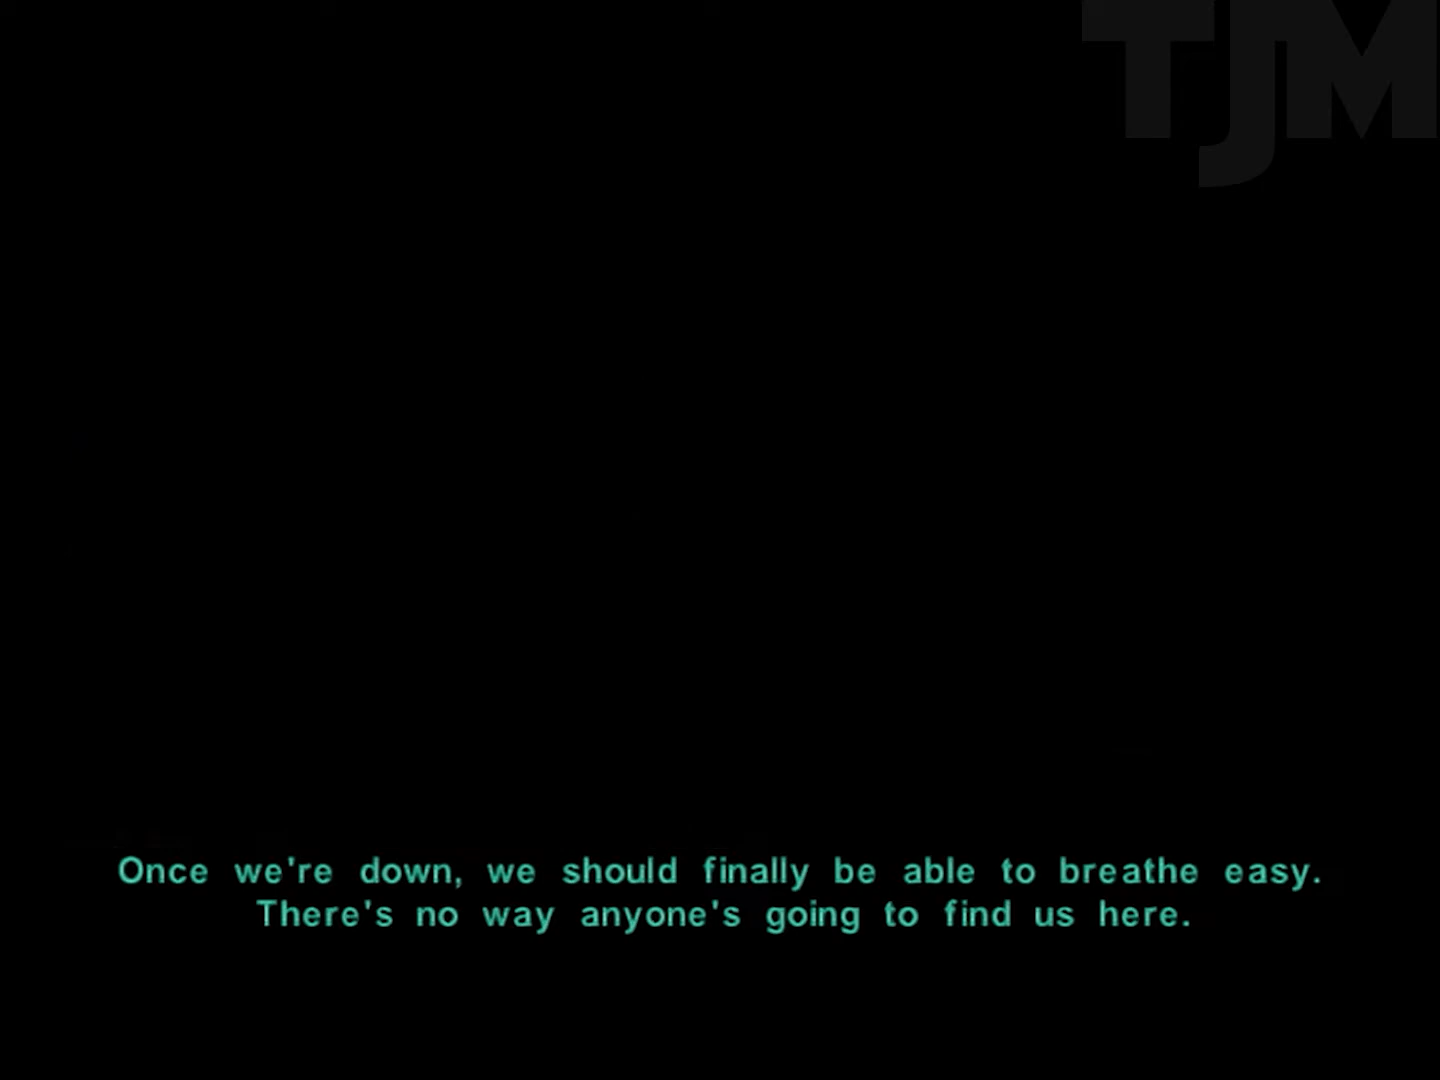 TJM
Once we're down, we should finally be able to breathe easy.
There's no way anyone's going to find us here.